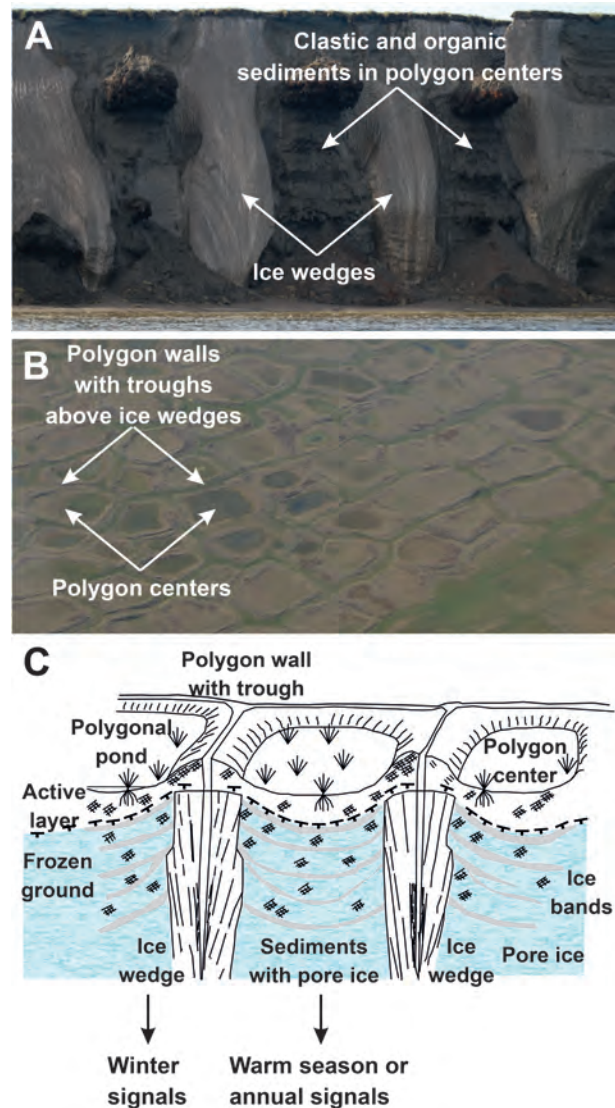 A
Clastic and organic
sediments in polygon centers
Ice wedges
B
Polygon walls
with troughs
above ice wedges
Polygon centers
C
Polygon wall
with trough
Polygonal
pond
Polygon
center
Active
layer
Frozen
ground
Ice
bands
Ice
wedge
Sediments
with pore ice
Ice
wedge
Pore ice
Winter
signals
Warm season or
annual signals